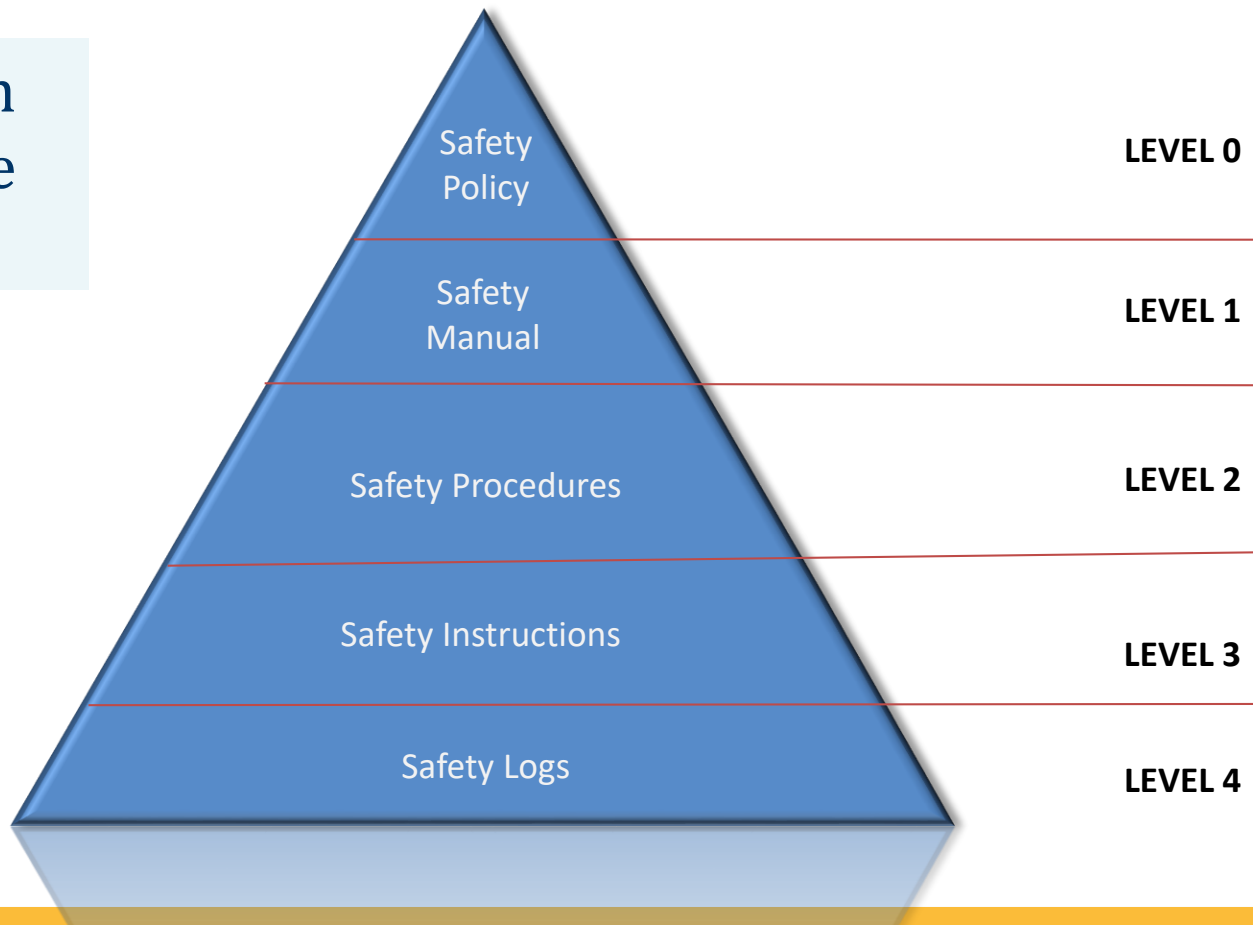 Safety
Policy
LEVEL 0
Safety
Manual
LEVEL 1
Safety Procedures
LEVEL 2
Safety Instructions
LEVEL 3
Safety Logs
LEVEL 4